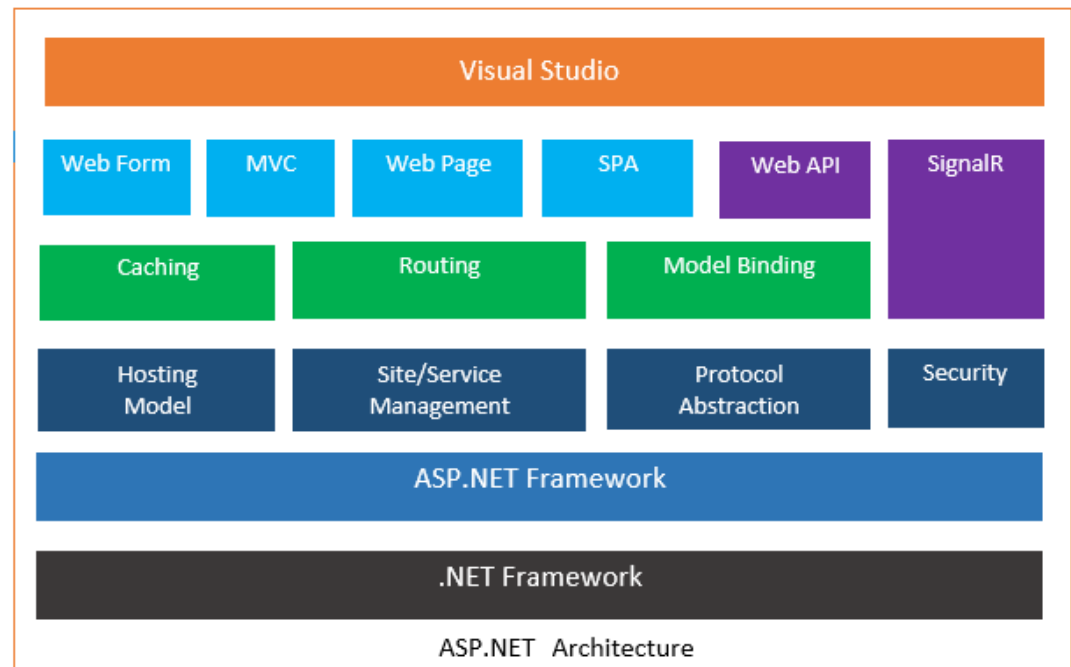 Visual Studio
Web Form
MVC
Web Page
SPA
Web API
SignalR
Caching
Routing
Model Binding
Hosting
Model
Site/Service
Management
Protocol
Abstraction
Security
ASP.NET Framework
.NET Framework
ASP.NET Architecture